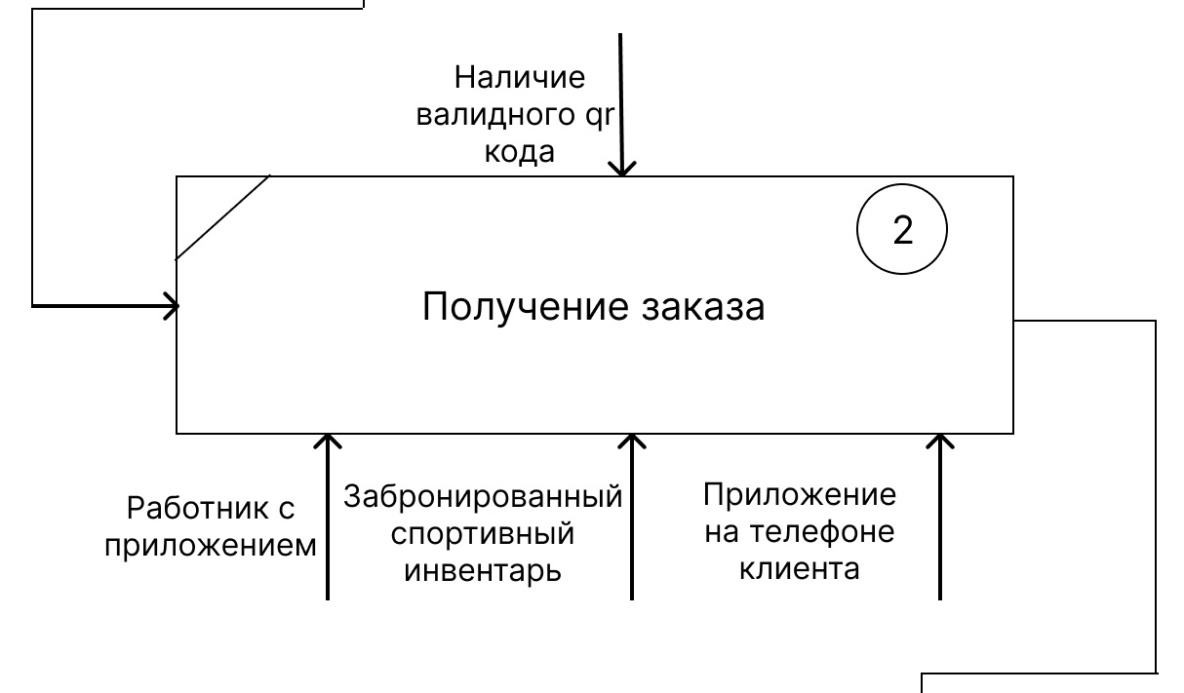 Наличие
валидного qr
кода
2
Получение заказа
Работник с
приложением
Забронированный
спортивный
инвентарь
Приложение
на телефоне
клиента